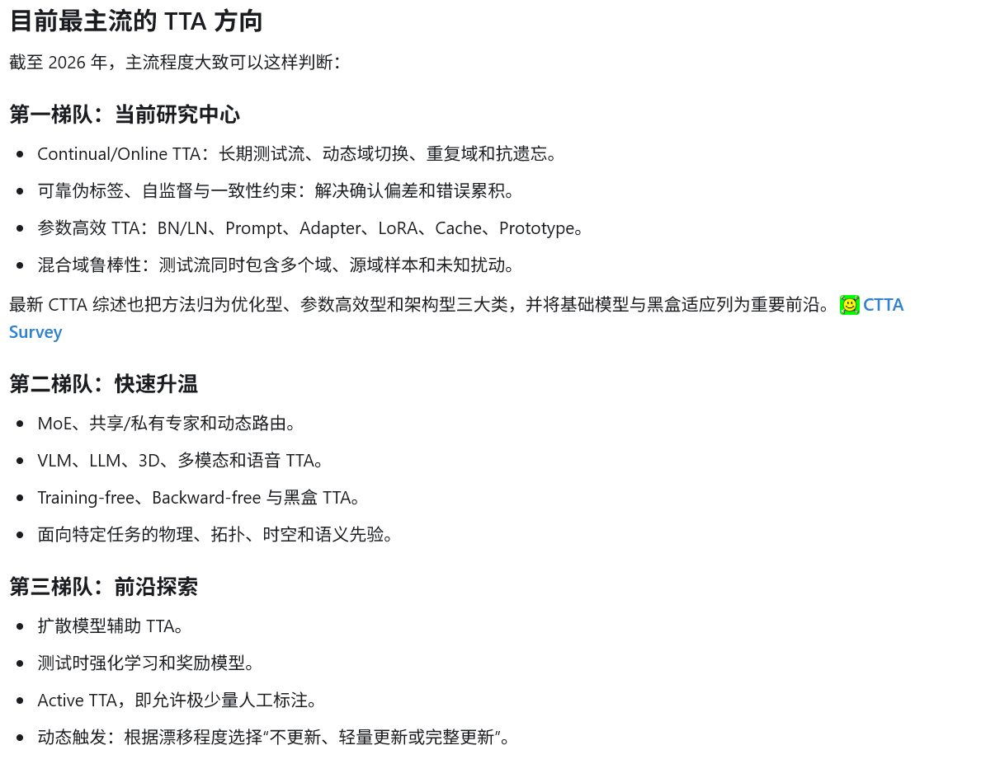 目前最主流的 TTA 方向
截至 2026 年，主流程度大致可以这样判断：
第一梯队：当前研究中心
Continual/Online TTA：长期测试流、动态域切换、重复域和抗遗忘。
可靠伪标签、自监督与一致性约束：解决确认偏差和错误累积。
参数高效 TTA：BN/LN、Prompt、Adapter、LoRA、Cache、Prototype。
混合域鲁棒性：测试流同时包含多个域、源域样本和未知扰动。
最新 CTTA 综述也把方法归为优化型、参数高效型和架构型三大类，并将基础模型与黑盒适应列为重要前沿。 CTTA
Survey
第二梯队：快速升温
MoE、共享/私有专家和动态路由。
VLM、LLM、3D、多模态和语音 TTA。
Training-free、Backward-free 与黑盒 TTA。
面向特定任务的物理、拓扑、时空和语义先验。
第三梯队：前沿探索
扩散模型辅助 TTA。
测试时强化学习和奖励模型。
Active TTA，即允许极少量人工标注。
动态触发：根据漂移程度选择“不更新、轻量更新或完整更新”。